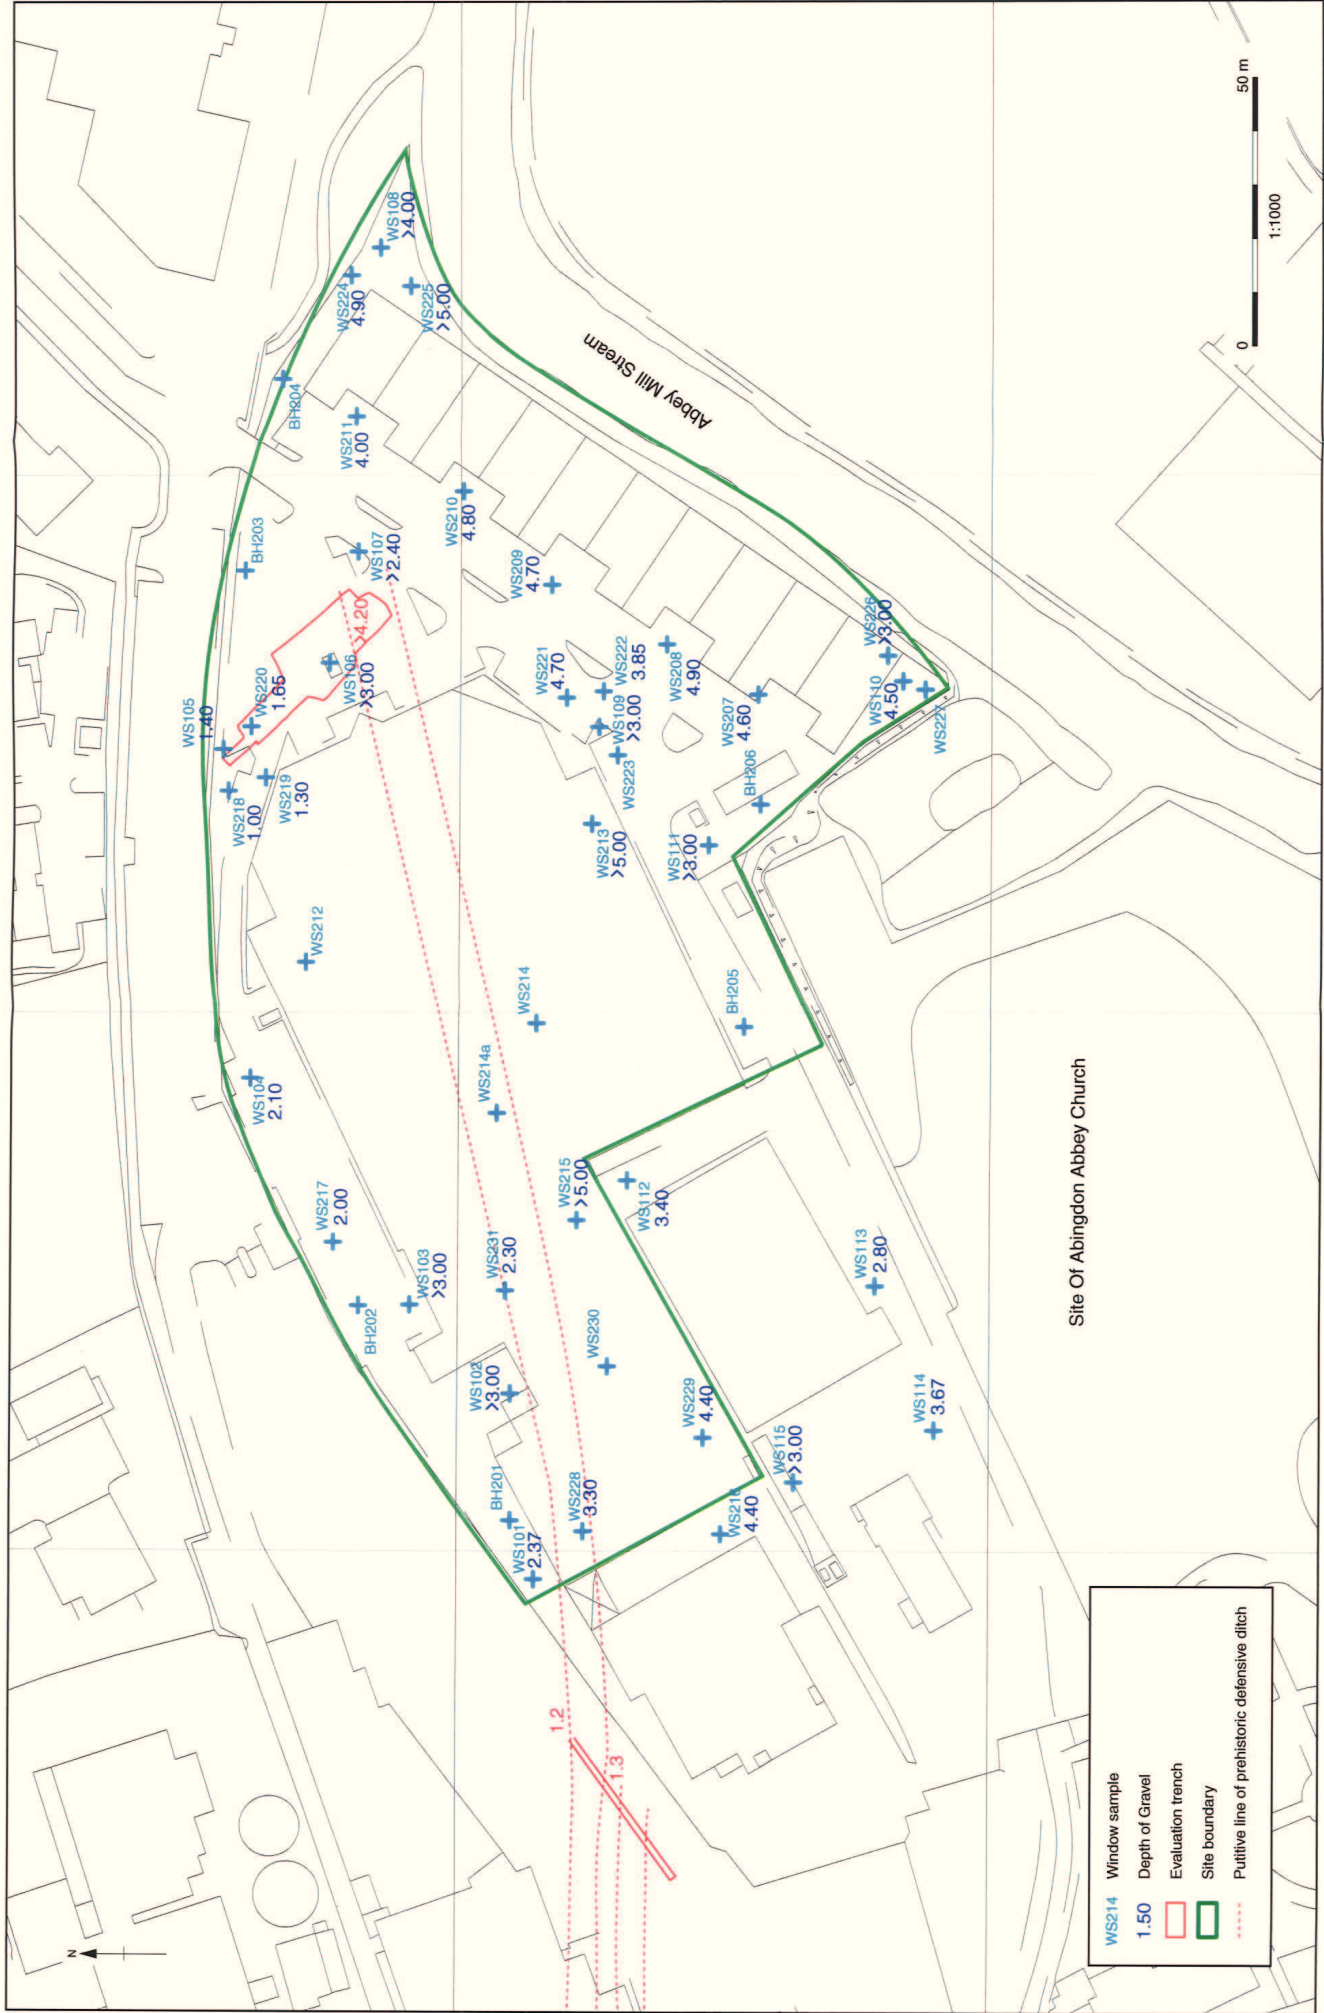 N
WS105
1.40
WS220
1.65
WS218
1.00
WS219
1.30
WS212
WS104
2.10
WS217
2.00
BH202
WS103
>3.00
WS102
>3.00
WS231
2.30
BH201
WS101
2.37
WS228
3.30
WS230
WS229
4.40
WS216
4.40
WS115
>3.00
WS114
3.67
WS113
2.80
WS112
3.40
WS215
>5.00
WS214a
WS214
BH205
WS213
>5.00
WS111
>3.00
BH206
WS223
WS109
>3.00
WS221
4.70
WS222
3.85
WS208
4.90
WS207
4.60
WS110
4.50
WS226
>3.00
WS227
WS209
4.70
WS210
4.80
WS107
>2.40
>4.20
WS106
>3.00
BH203
BH204
WS211
4.00
WS224
4.90
WS225
>5.00
WS108
>4.00
Abbey Mill Stream
1.2
1.3
Site Of Abingdon Abbey Church
0
50 m
1:1000
WS214 Window sample
1.50 Depth of Gravel
Evaluation trench
Site boundary
Putitive line of prehistoric defensive ditch